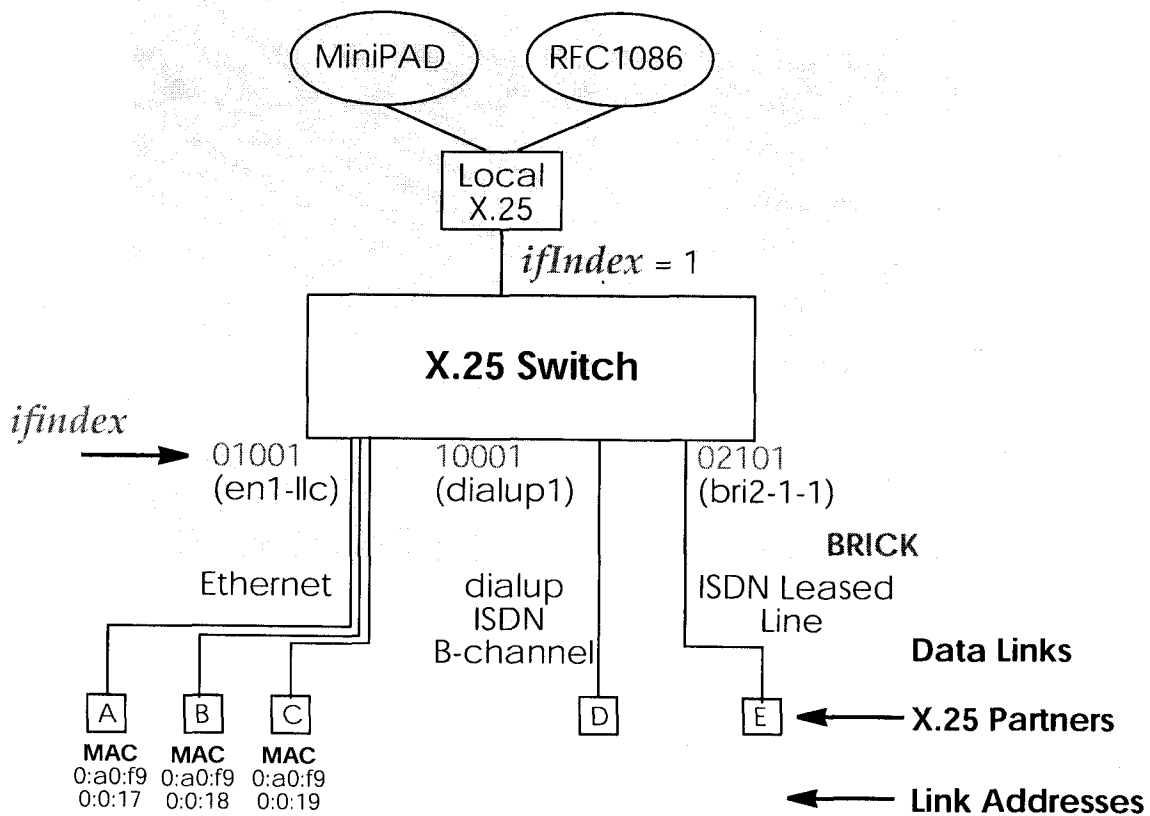 MiniPAD
RFC1086
Local
X.25
ifIndex = 1
X.25 Switch
ifindex
01001
(en1-llc)
10001
(dialup1)
02101
(bri2-1-1)
BRICK
Ethernet
dialup
ISDN
B-channel
ISDN Leased
Line
Data Links
A
B
C
D
E
X.25 Partners
MAC
0:a0:f9
0:0:17
MAC
0:a0:f9
0:0:18
MAC
0:a0:f9
0:0:19
Link Addresses